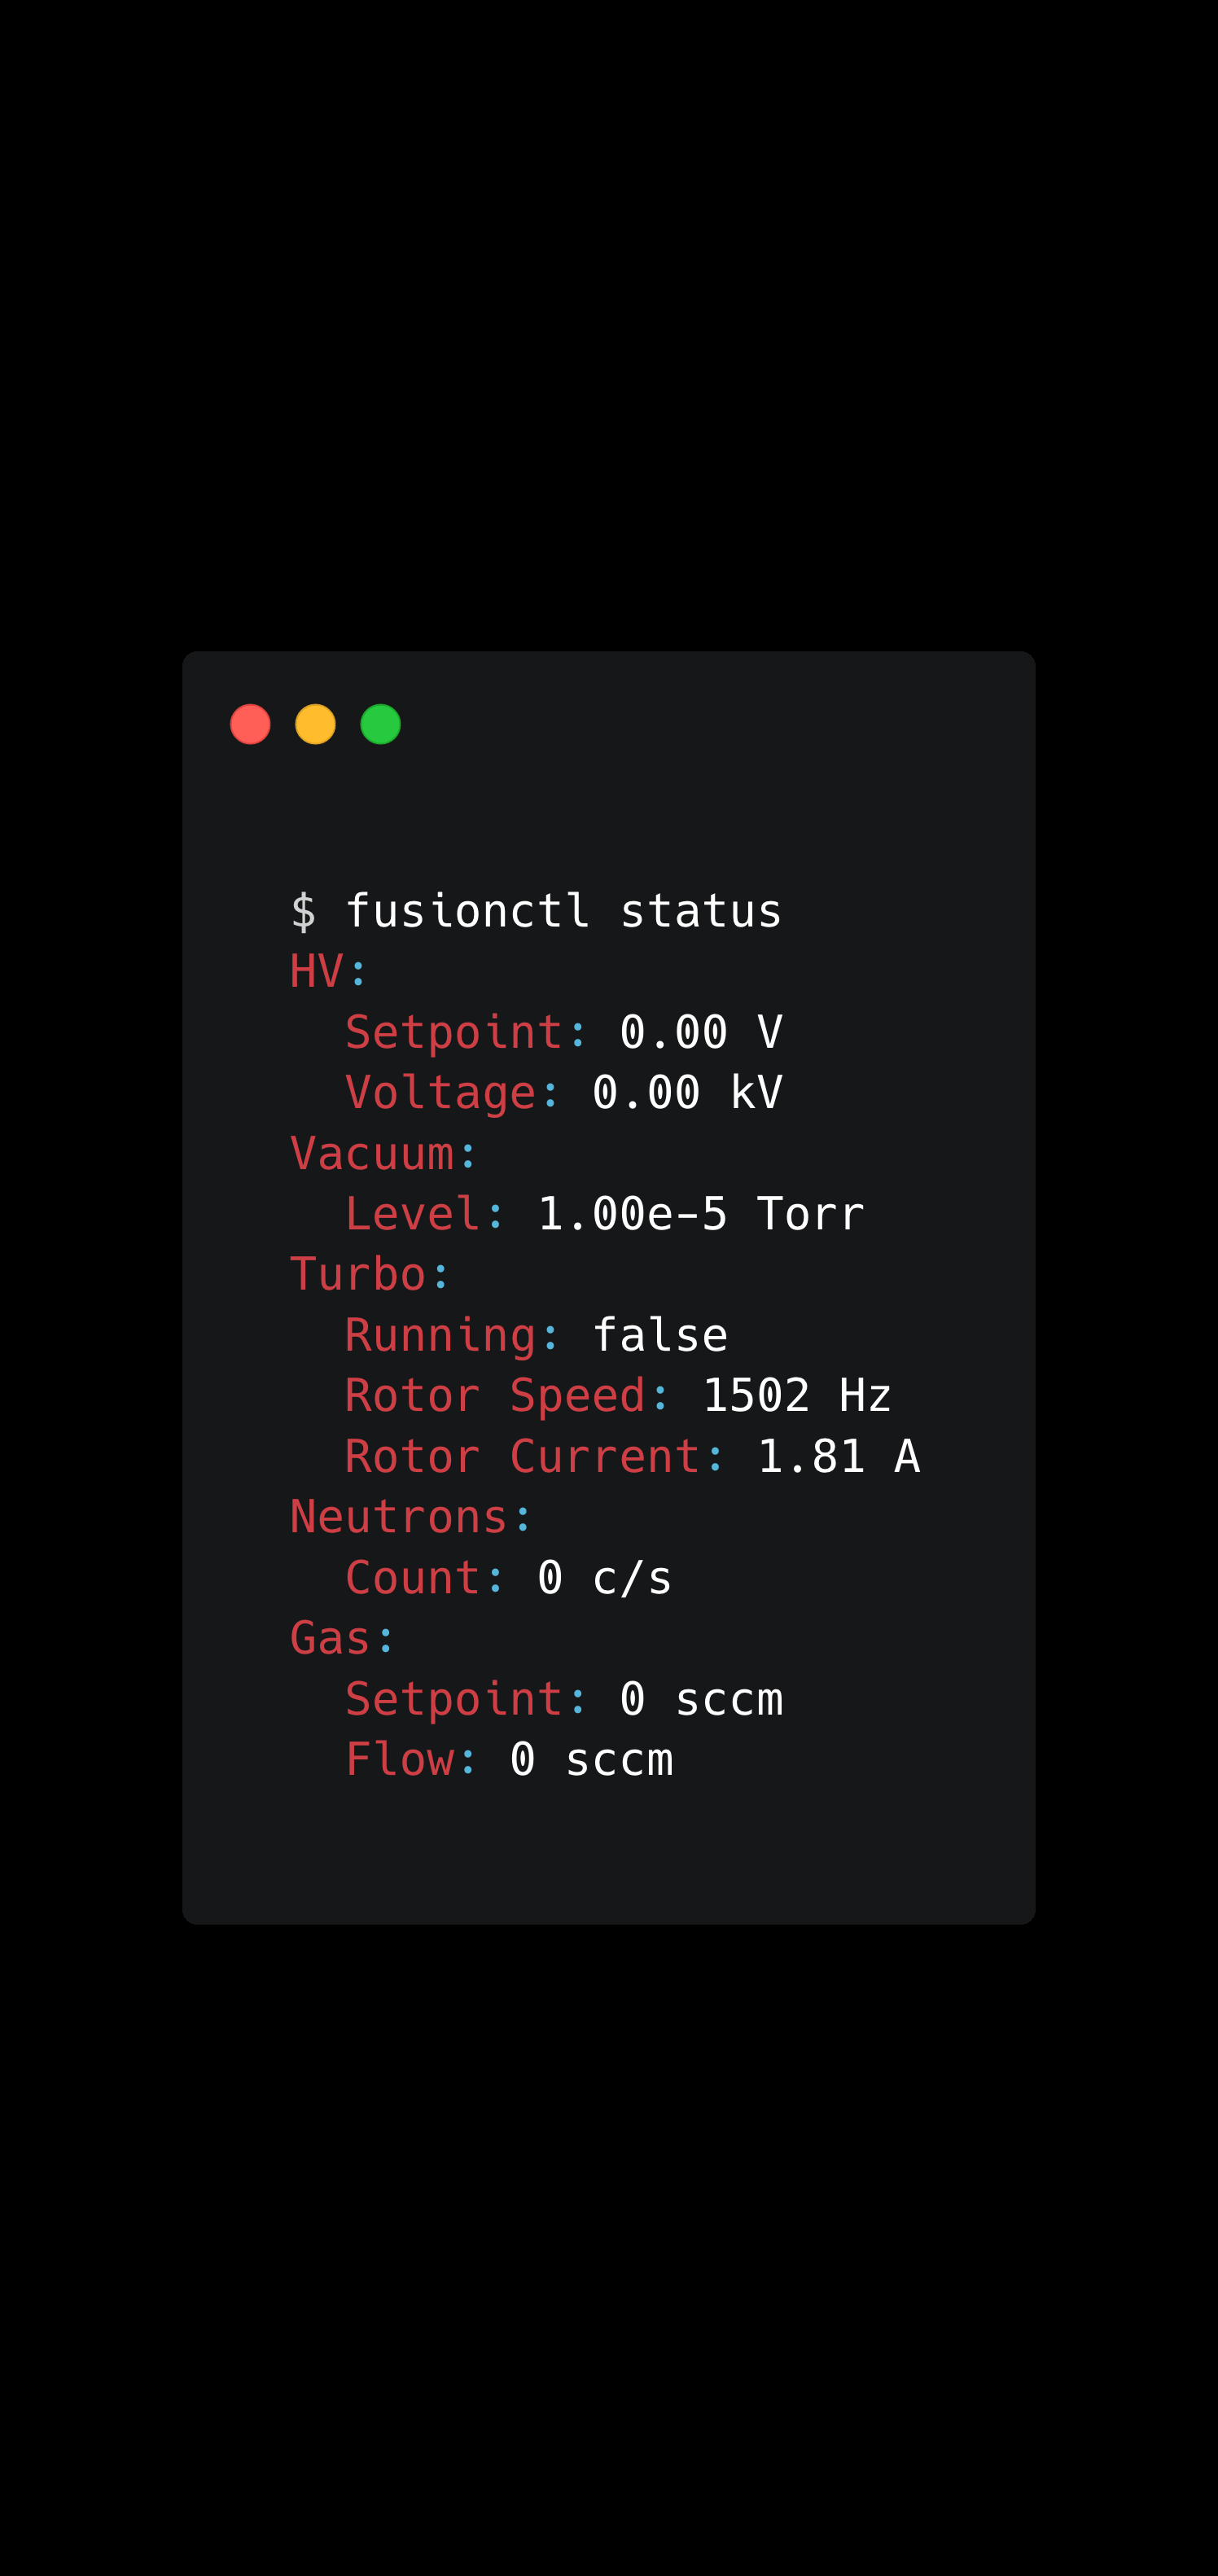 $ fusionctl status
HV:
  Setpoint: 0.00 V
  Voltage: 0.00 kV
Vacuum:
  Level: 1.00e-5 Torr
Turbo:
  Running: false
  Rotor Speed: 1502 Hz
  Rotor Current: 1.81 A
Neutrons:
  Count: 0 c/s
Gas:
  Setpoint: 0 sccm
  Flow: 0 sccm